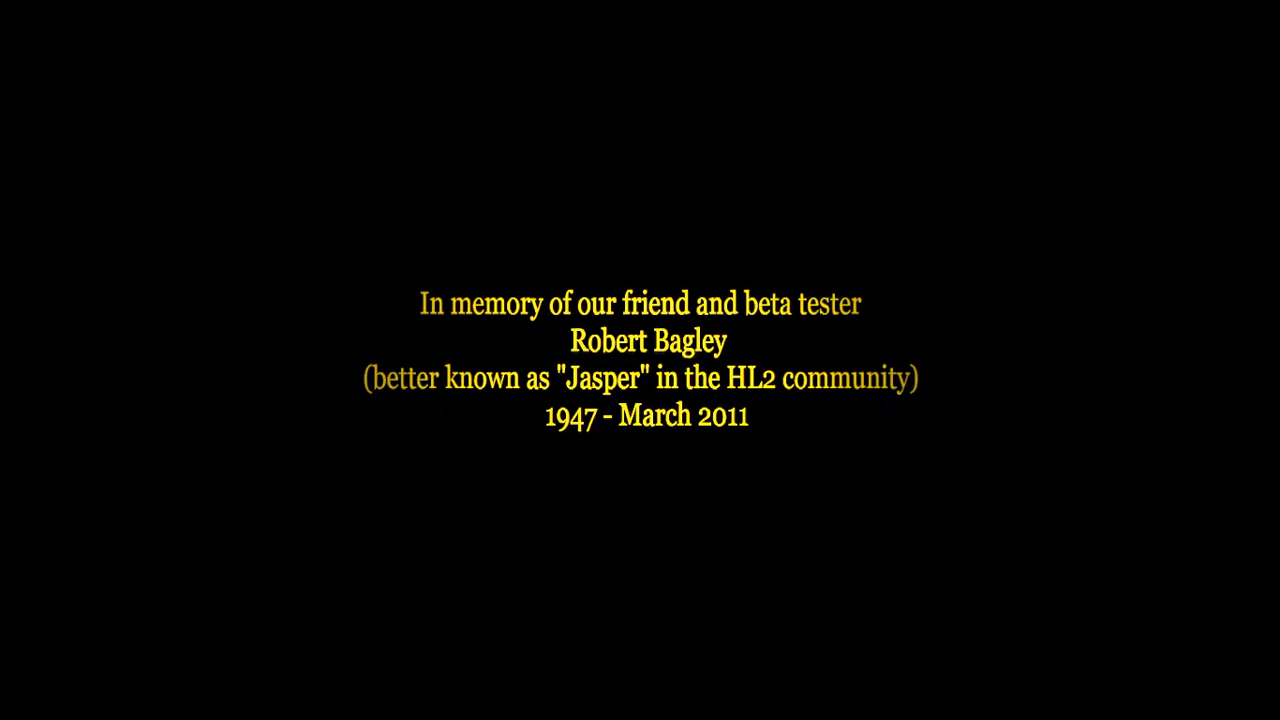 In memory of our friend and beta tester
Robert Bagley
(better known as "Jasper" in the HL2 community)
1947 - March 2011